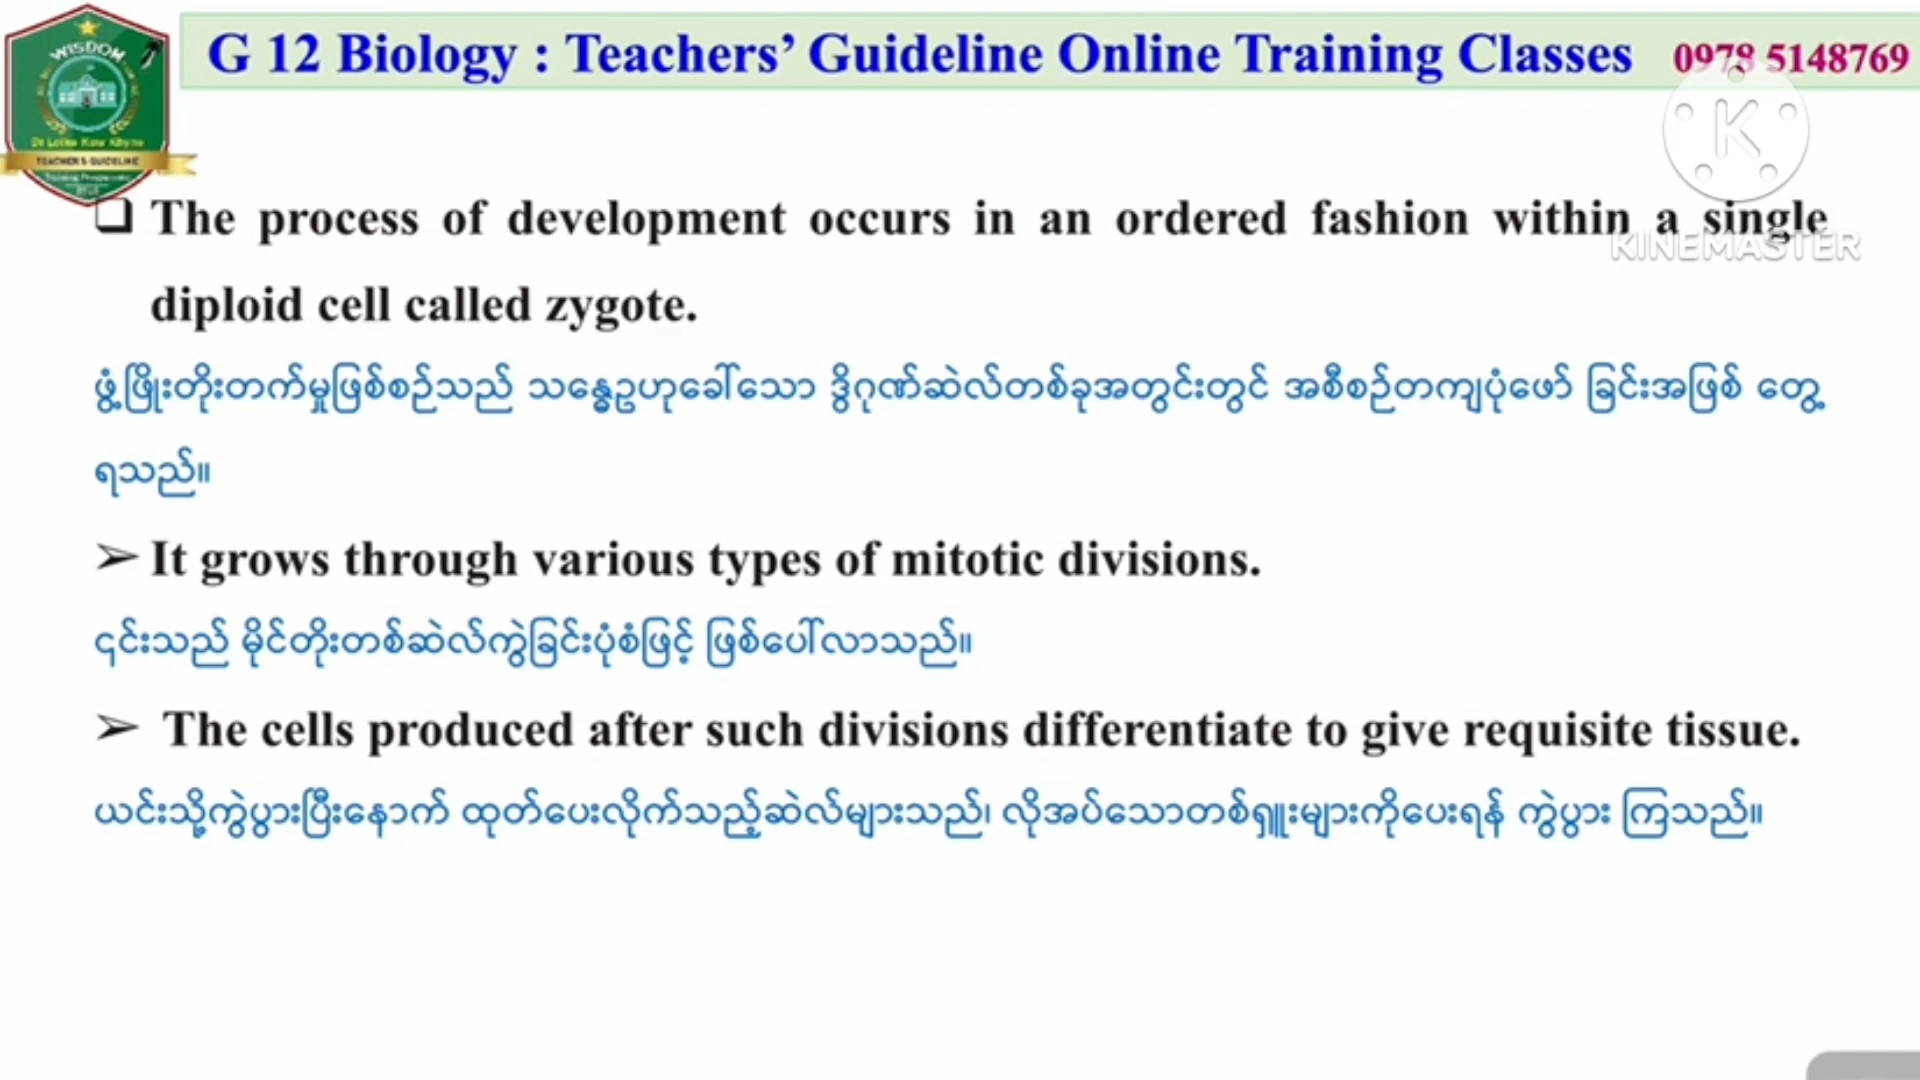 WISDOM
TEACHER'S GUIDELINE
G 12 Biology : Teachers' Guideline Online Training Classes 0978 5148769
K
KINEMASTER
The process of development occurs in an ordered fashion within a single
diploid cell called zygote.
ဖွံ့ဖြိုးတိုးတက်မှုဖြစ်စဉ်သည် သန္ဓေဥဟုခေါ်သော ဒွိဂုဏ်ဆဲလ်တစ်ခုအတွင်းတွင် အစီစဉ်တကျပုံဖော် ခြင်းအဖြစ် တွေ့
ရသည်။
➢ It grows through various types of mitotic divisions.
၎င်းသည် မိုင်တိုးတစ်ဆဲလ်ကွဲခြင်းပုံစံဖြင့် ဖြစ်ပေါ်လာသည်။
➢ The cells produced after such divisions differentiate to give requisite tissue.
ယင်းသို့ကွဲပွားပြီးနောက် ထုတ်ပေးလိုက်သည့်ဆဲလ်များသည်၊ လိုအပ်သောတစ်ရှူးများကိုပေးရန် ကွဲပွား ကြသည်။